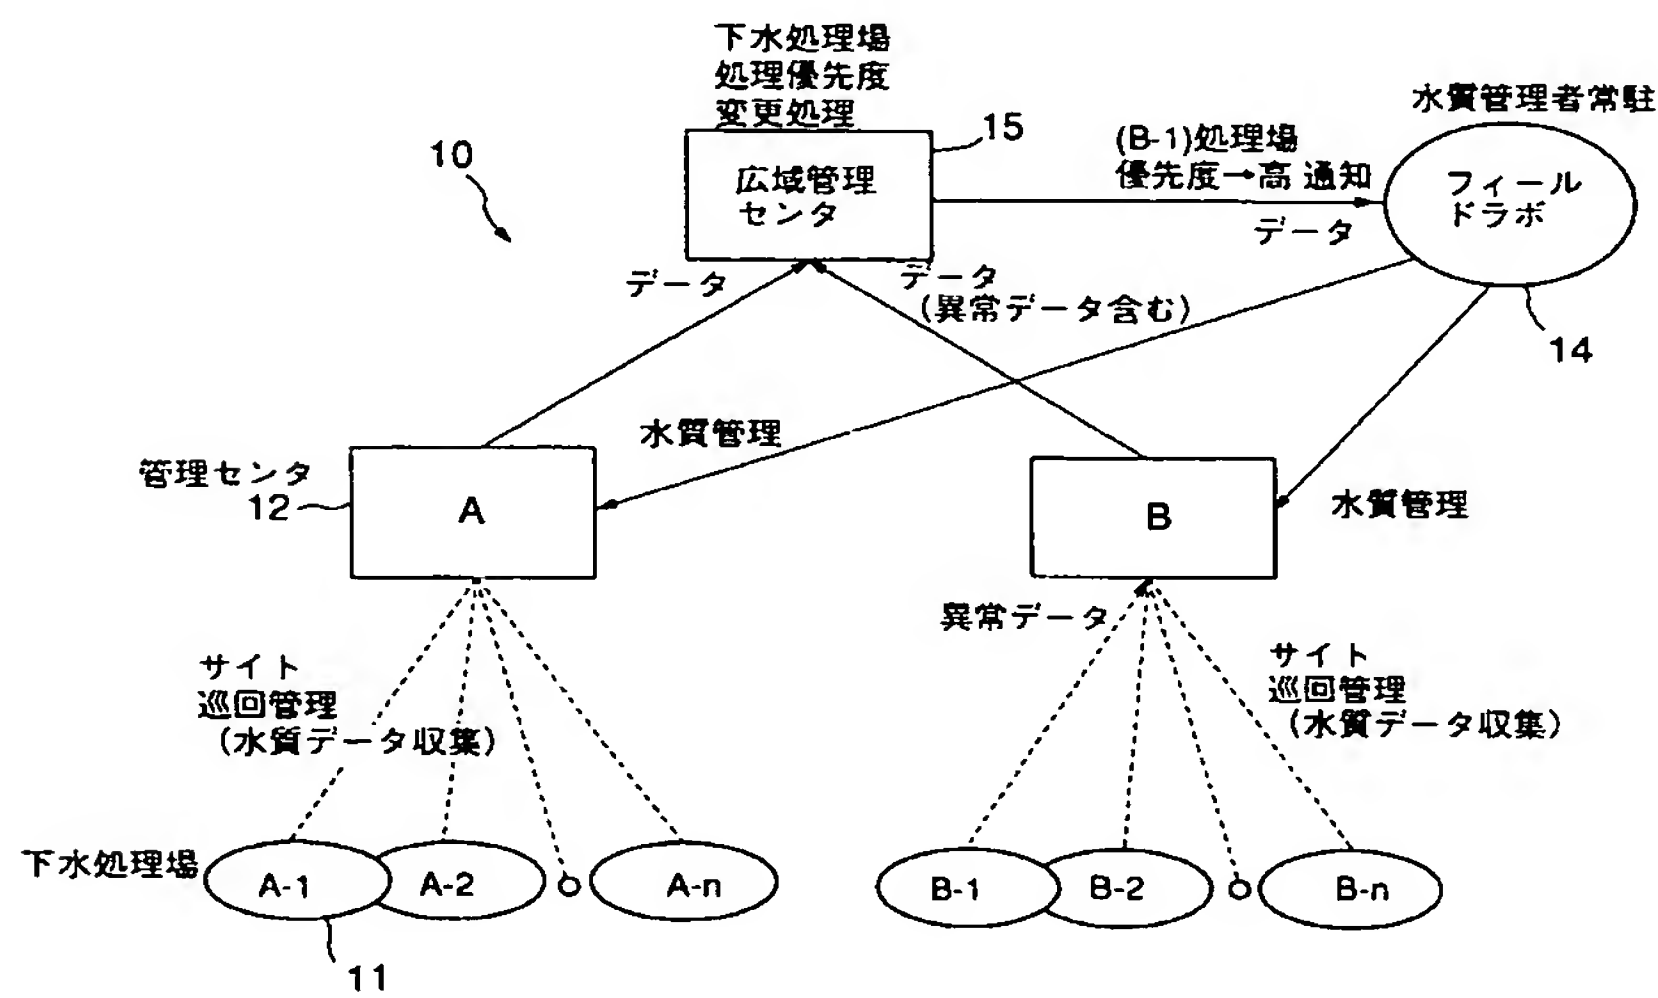 下水処理場
処理優先度
変更処理
15
水質管理者常駐
10
広域管理
センタ
(B-1)処理場
優先度→高 通知
データ
フィール
ドラボ
14
データ
データ
(異常データ含む)
水質管理
管理センタ
12
A
B
水質管理
異常データ
サイト
巡回管理
(水質データ収集)
サイト
巡回管理
(水質データ収集)
下水処理場
A-1
A-2
A-n
B-1
B-2
B-n
11